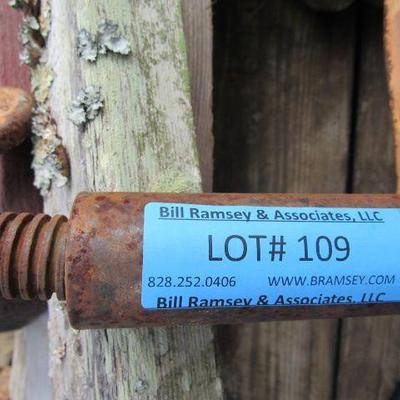 Bill Ramsey & Associates, LLC
LOT# 109
828.252.0406 WWW.BRAMSEY.COM
Bill Ramsey & Associates, LLC